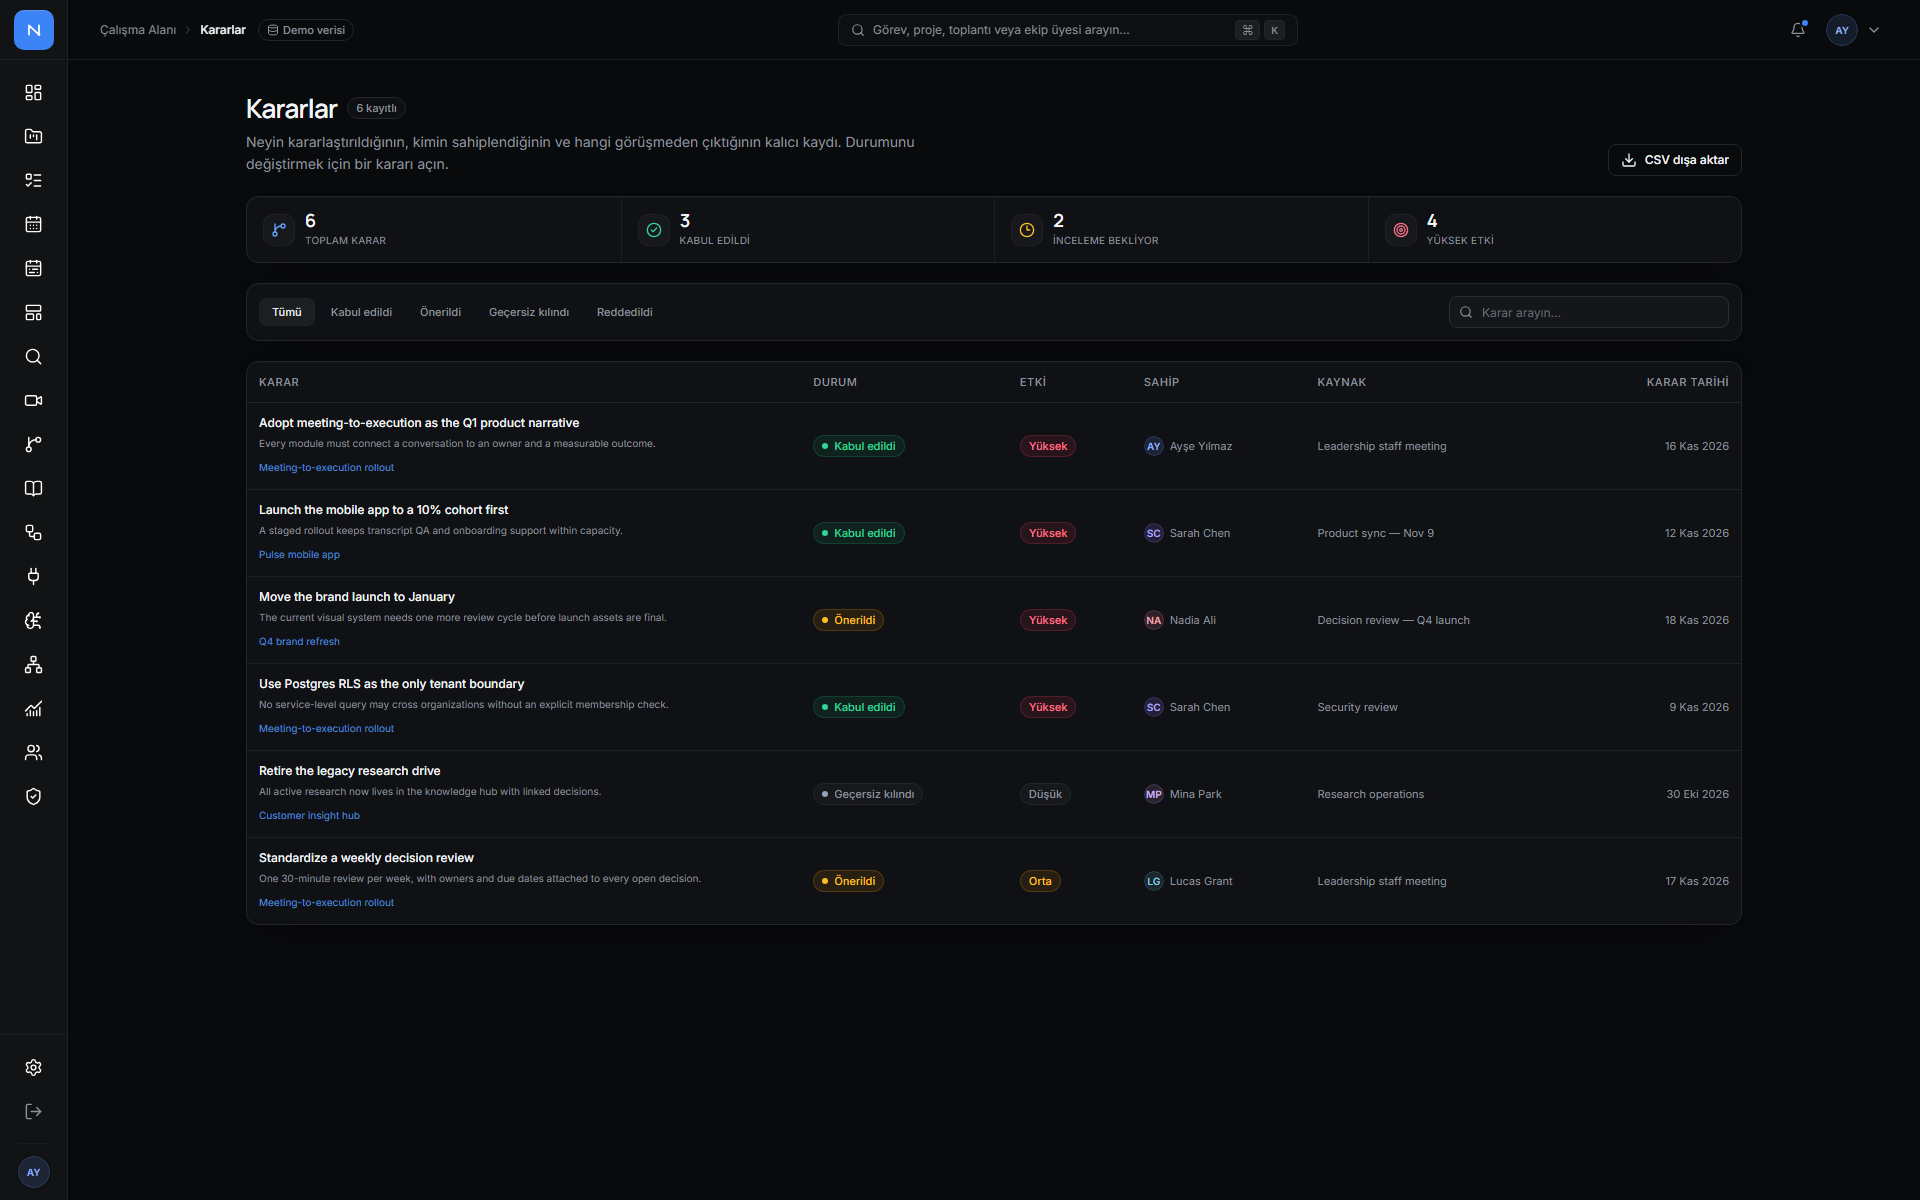 N
Çalışma Alanı
Kararlar
Demo verisi
Görev, proje, toplantı veya ekip üyesi arayın...
⌘ K
AY
Kararlar
6 kayıtlı
Neyin kararlaştırıldığının, kimin sahiplendiğinin ve hangi görüşmeden çıktığının kalıcı kaydı. Durumunu
değiştirmek için bir kararı açın.
CSV dışa aktar
6
TOPLAM KARAR
3
KABUL EDİLDİ
2
İNCELEME BEKLİYOR
4
YÜKSEK ETKİ
Tümü
Kabul edildi
Önerildi
Geçersiz kılındı
Reddedildi
Karar arayın...
KARAR DURUM ETKİ SAHİP KAYNAK KARAR TARİHİ
Adopt meeting-to-execution as the Q1 product narrative
Every module must connect a conversation to an owner and a measurable outcome.
Meeting-to-execution rollout
Kabul edildi Yüksek AY Ayşe Yılmaz Leadership staff meeting 16 Kas 2026
Launch the mobile app to a 10% cohort first
A staged rollout keeps transcript QA and onboarding support within capacity.
Pulse mobile app
Kabul edildi Yüksek SC Sarah Chen Product sync — Nov 9 12 Kas 2026
Move the brand launch to January
The current visual system needs one more review cycle before launch assets are final.
Q4 brand refresh
Önerildi Yüksek NA Nadia Ali Decision review — Q4 launch 18 Kas 2026
Use Postgres RLS as the only tenant boundary
No service-level query may cross organizations without an explicit membership check.
Meeting-to-execution rollout
Kabul edildi Yüksek SC Sarah Chen Security review 9 Kas 2026
Retire the legacy research drive
All active research now lives in the knowledge hub with linked decisions.
Customer insight hub
Geçersiz kılındı Düşük MP Mina Park Research operations 30 Eki 2026
Standardize a weekly decision review
One 30-minute review per week, with owners and due dates attached to every open decision.
Meeting-to-execution rollout
Önerildi Orta LG Lucas Grant Leadership staff meeting 17 Kas 2026
AY